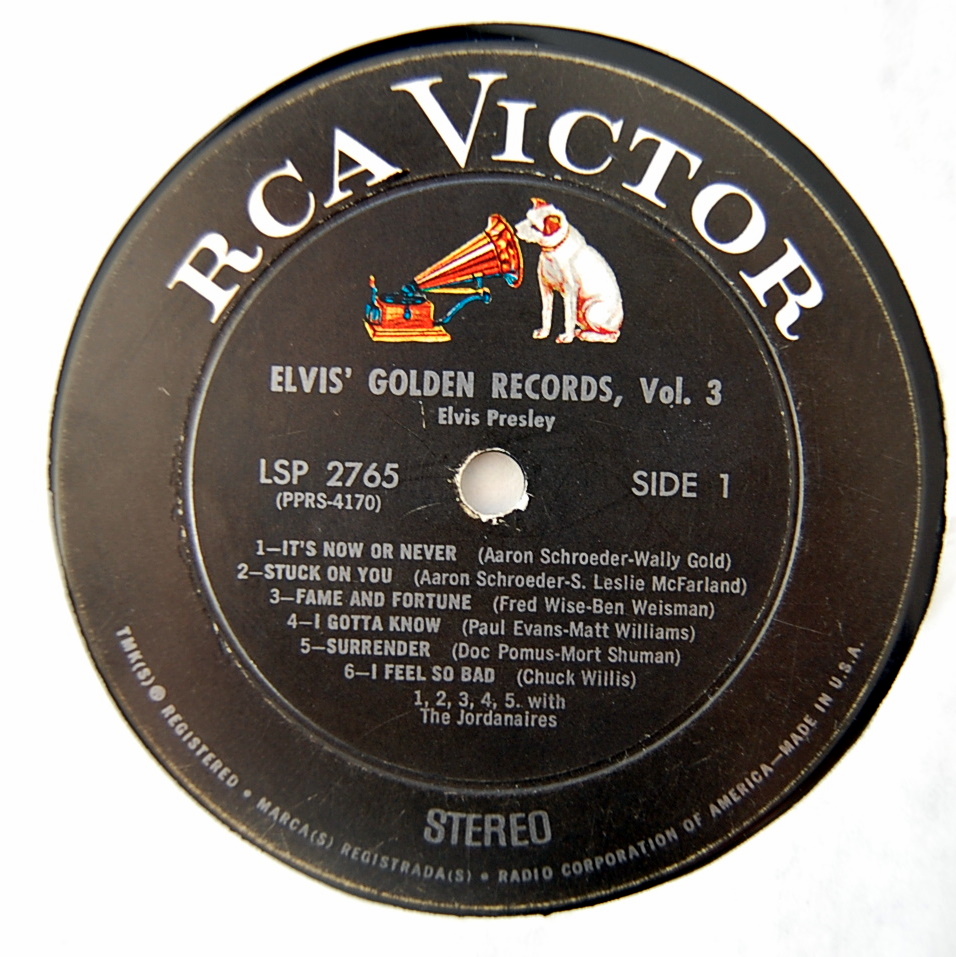 RCA VICTOR
ELVIS' GOLDEN RECORDS, Vol. 3
Elvis Presley
LSP 2765
(PPRS-4170)
SIDE 1
1—IT'S NOW OR NEVER (Aaron Schroeder-Wally Gold)
2—STUCK ON YOU (Aaron Schroeder-S. Leslie McFarland)
3—FAME AND FORTUNE (Fred Wise-Ben Weisman)
4—I GOTTA KNOW (Paul Evans-Matt Williams)
5—SURRENDER (Doc Pomus-Mort Shuman)
6—I FEEL SO BAD (Chuck Willis)
1, 2, 3, 4, 5. with
The Jordanaires
STEREO
TMK(S) ® REGISTERED • MARCA(S) REGISTRADA(S) • RADIO CORPORATION OF AMERICA—MADE IN U.S.A.